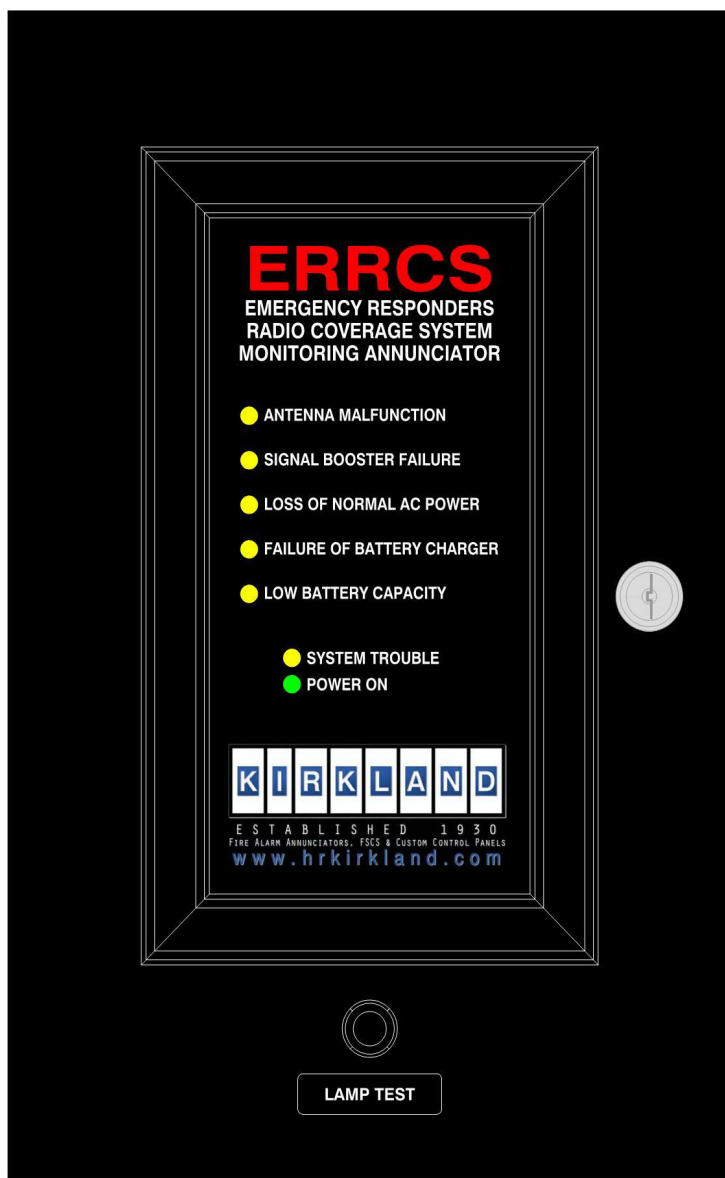 ERRCS
EMERGENCY RESPONDERS
RADIO COVERAGE SYSTEM
MONITORING ANNUNCIATOR
ANTENNA MALFUNCTION
SIGNAL BOOSTER FAILURE
LOSS OF NORMAL AC POWER
FAILURE OF BATTERY CHARGER
LOW BATTERY CAPACITY
SYSTEM TROUBLE
POWER ON
KIRKLAND
ESTABLISHED 1930
FIRE ALARM ANNUNCIATORS, FSCS & CUSTOM CONTROL PANELS
www.hrkirkland.com
LAMP TEST